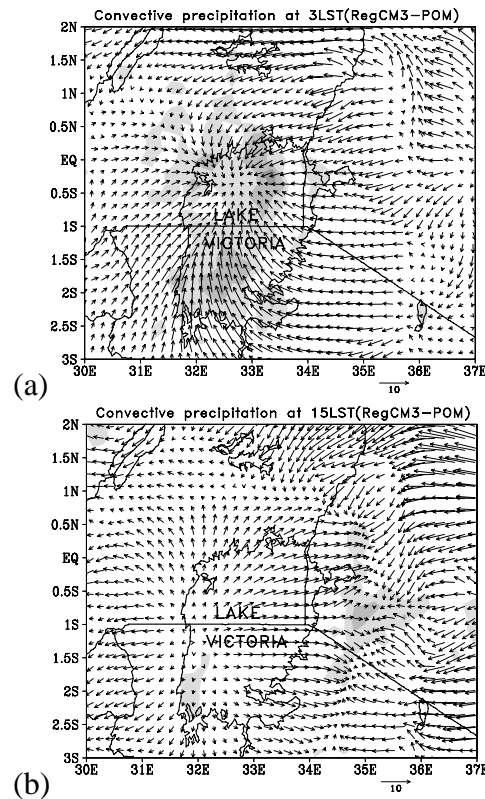 Convective precipitation at 3LST(RegCM3-POM)
2N
1.5N
1N
0.5N
EQ
0.5S
1S
1.5S
2S
2.5S
3S
LAKE
VICTORIA
30E 31E 32E 33E 34E 35E 36E 37E
10
(a)
Convective precipitation at 15LST(RegCM3-POM)
2N
1.5N
1N
0.5N
EQ
0.5S
1S
1.5S
2S
2.5S
3S
LAKE
VICTORIA
30E 31E 32E 33E 34E 35E 36E 37E
10
(b)